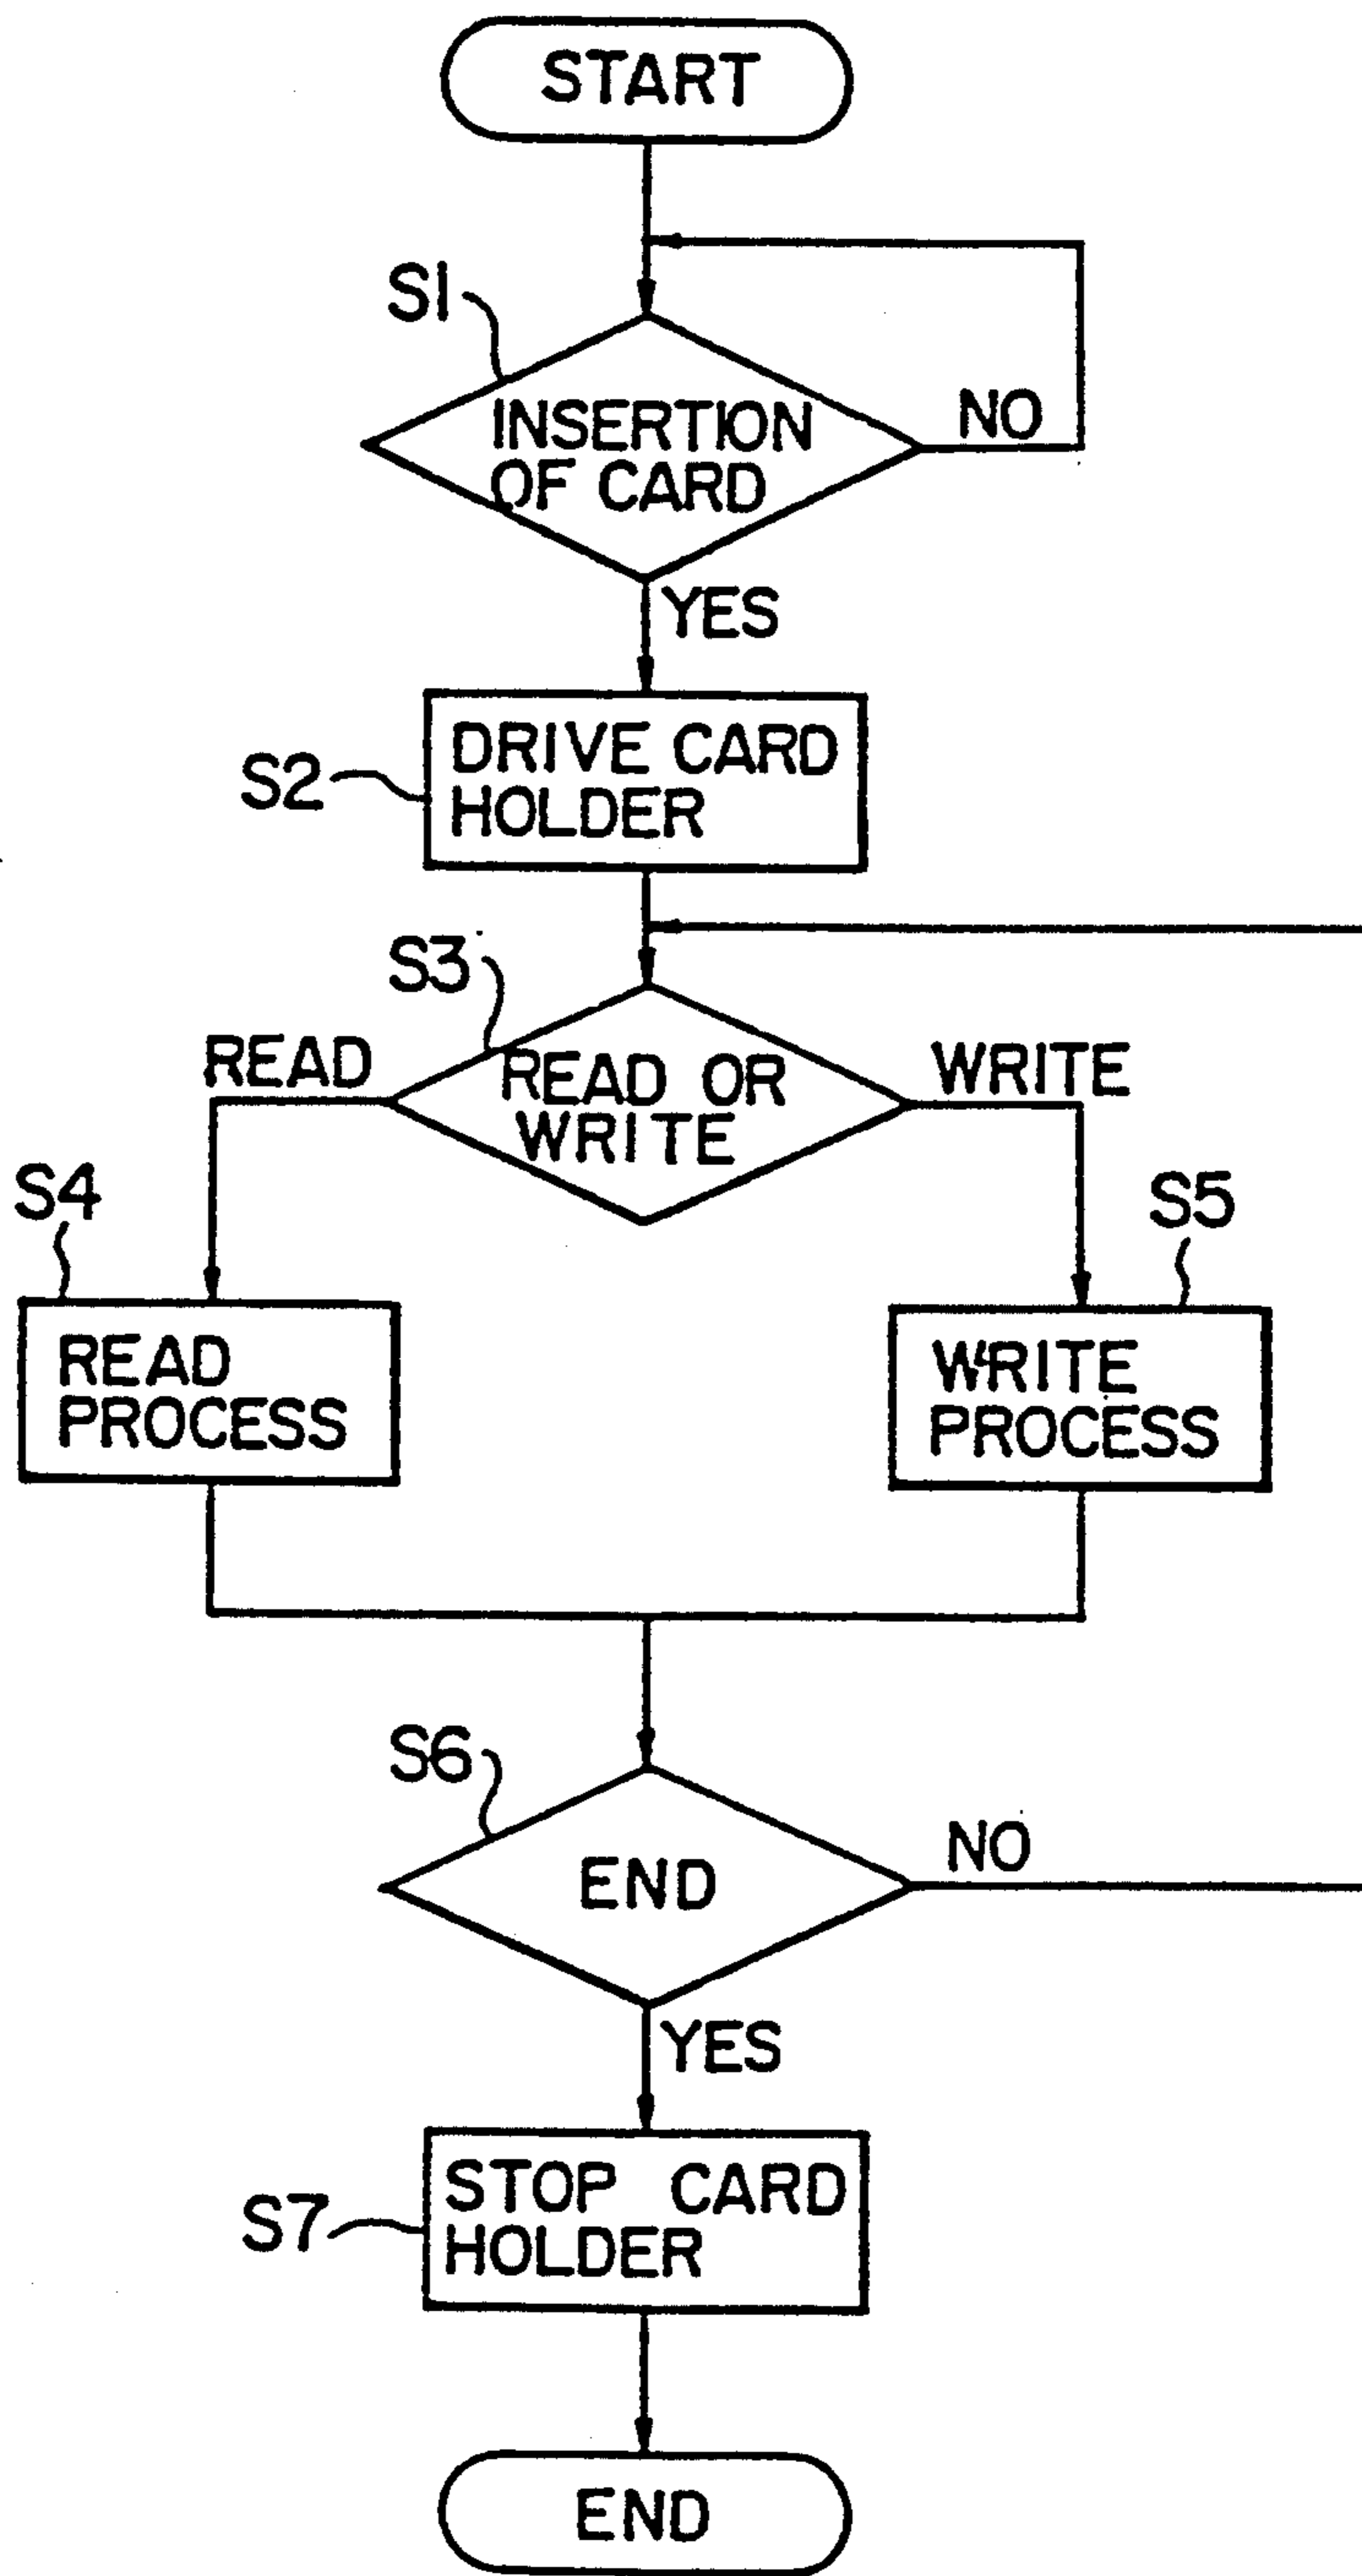 START
S1
INSERTION
OF CARD
NO
YES
S2
DRIVE CARD
HOLDER
S3
READ
READ OR
WRITE
WRITE
S4
S5
READ
PROCESS
WRITE
PROCESS
S6
END
NO
YES
S7
STOP CARD
HOLDER
END